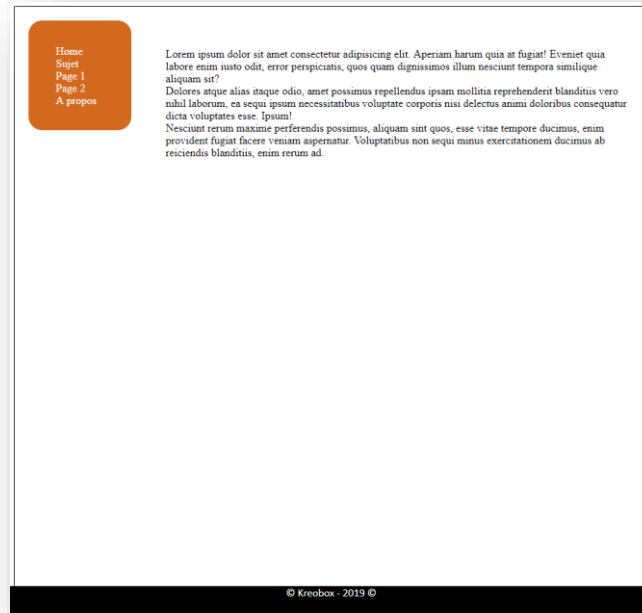 Home
Sujet
Page 1
Page 2
A propos
Lorem ipsum dolor sit amet consectetur adipisicing elit. Aperiam harum quia at fugiat! Eveniet quia
labore enim iusto odit, error perspiciatis, quos quam dignissimos illum nesciunt tempora similique
aliquam sit?
Dolores atque alias itaque odio, amet possimus repellendus ipsam mollitia reprehenderit blanditiis vero
nihil laborum, ea sequi ipsum necessitatibus voluptate corporis nisi delectus animi doloribus consequatur
dicta voluptates esse. Ipsum!
Nesciunt rerum maxime perferendis possimus, aliquam sint quos, esse vitae tempore ducimus, enim
provident fugiat facere veniam aspernatur. Voluptatibus non sequi minus exercitationem ducimus ab
reiciendis blanditiis, enim rerum ad.
© Kreobox - 2019 ©